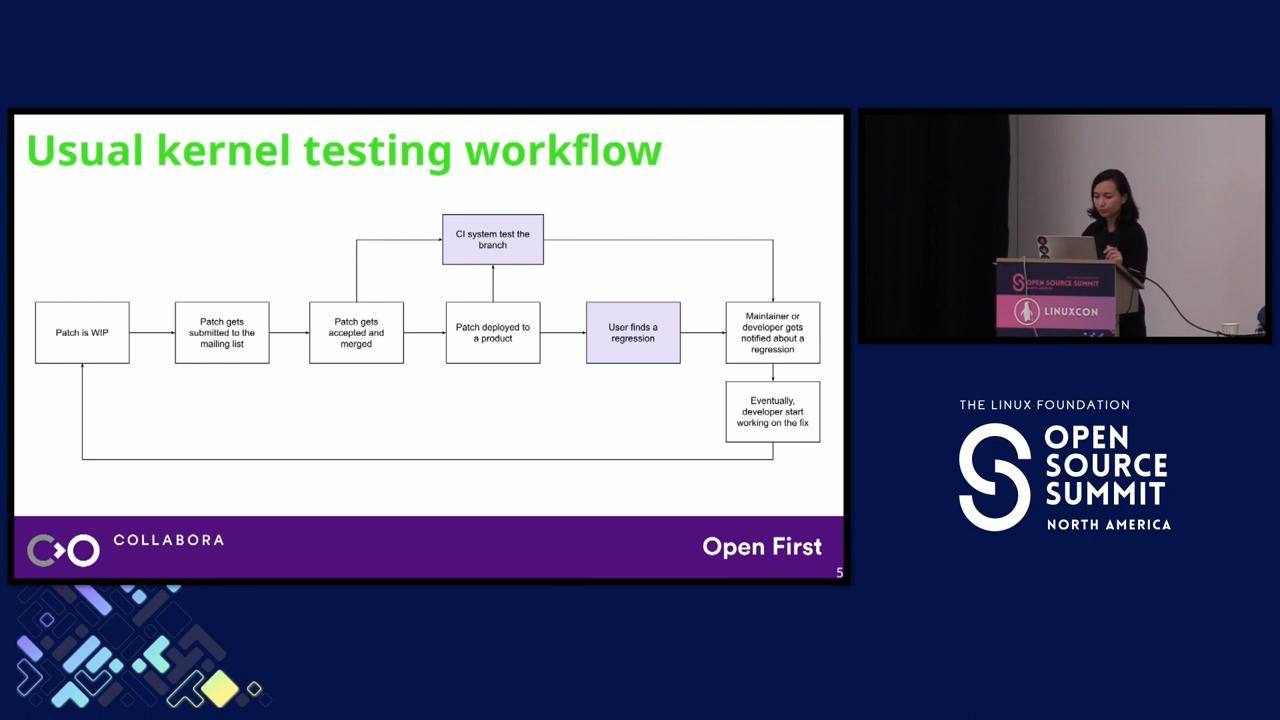 Usual kernel testing workflow
CI system test the
branch
Patch is WIP
Patch gets
submitted to the
mailing list
Patch gets
accepted and
merged
Patch deployed to
a product
User finds a
regression
Maintainer or
developer gets
notified about a
regression
Eventually,
developer start
working on the fix
COLLABORA
Open First
5
OPEN SOURCE SUMMIT
LINUXCON
THE LINUX FOUNDATION
OPEN
SOURCE
SUMMIT
NORTH AMERICA